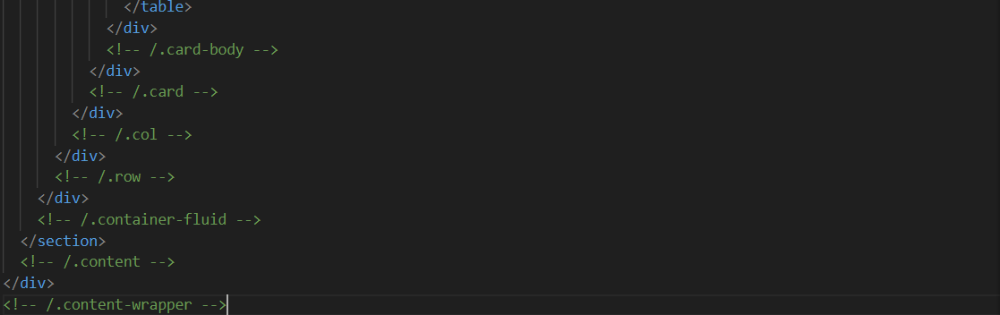 </table>
</div>
<!-- /.card-body -->
</div>
<!-- /.card -->
</div>
<!-- /.col -->
</div>
<!-- /.row -->
</div>
<!-- /.container-fluid -->
</section>
<!-- /.content -->
</div>
<!-- /.content-wrapper -->